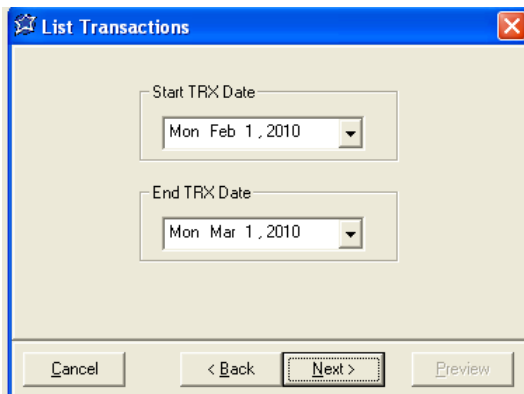 List Transactions
Start TRX Date
Mon Feb 1 , 2010
End TRX Date
Mon Mar 1 , 2010
Cancel < Back Next > Preview